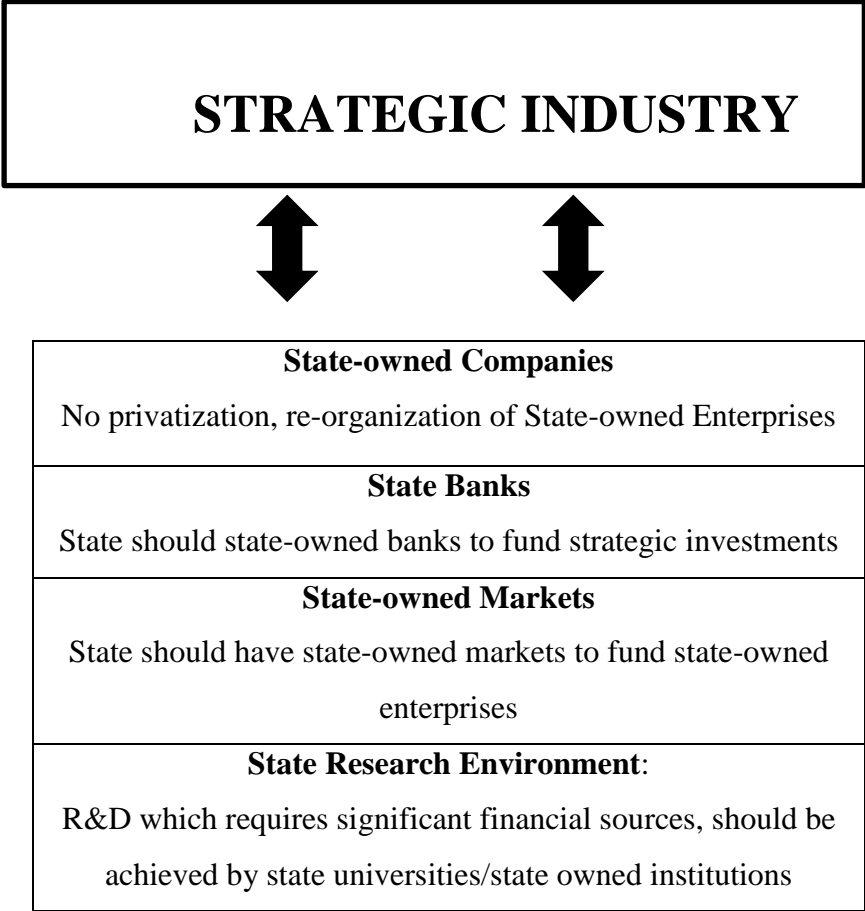 STRATEGIC INDUSTRY
State-owned Companies
No privatization, re-organization of State-owned Enterprises
State Banks
State should state-owned banks to fund strategic investments
State-owned Markets
State should have state-owned markets to fund state-owned
enterprises
State Research Environment:
R&D which requires significant financial sources, should be
achieved by state universities/state owned institutions